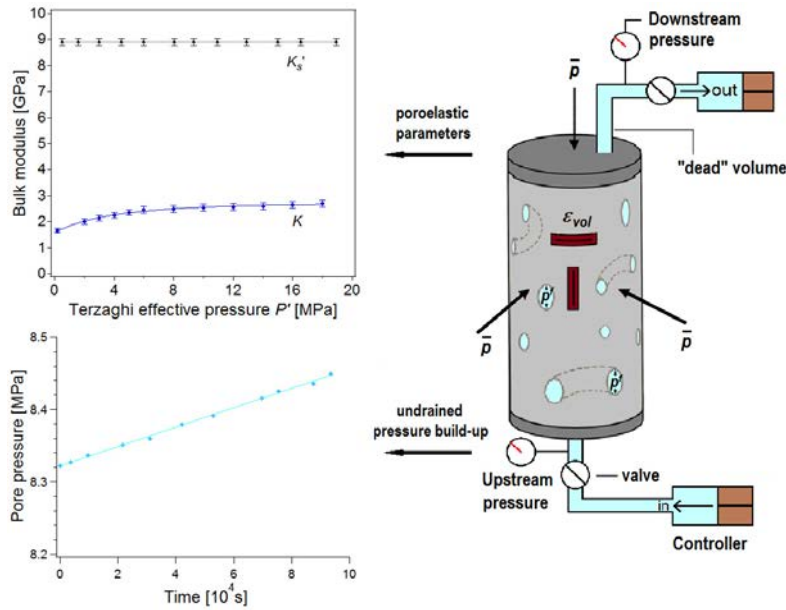 Bulk modulus [GPa]
10
9
8
7
6
5
4
3
2
1
0
Ks'
K
0
4
8
12
16
20
Terzaghi effective pressure P' [MPa]
Pore pressure [MPa]
8.5
8.4
8.3
8.2
0
2
4
6
8
10
Time [10⁴s]
poroelastic
parameters
undrained
pressure build-up
Downstream
pressure
p̅
out
"dead" volume
εvol
pᶠ
p̅
p̅
pᶠ
Upstream
pressure
valve
in
Controller